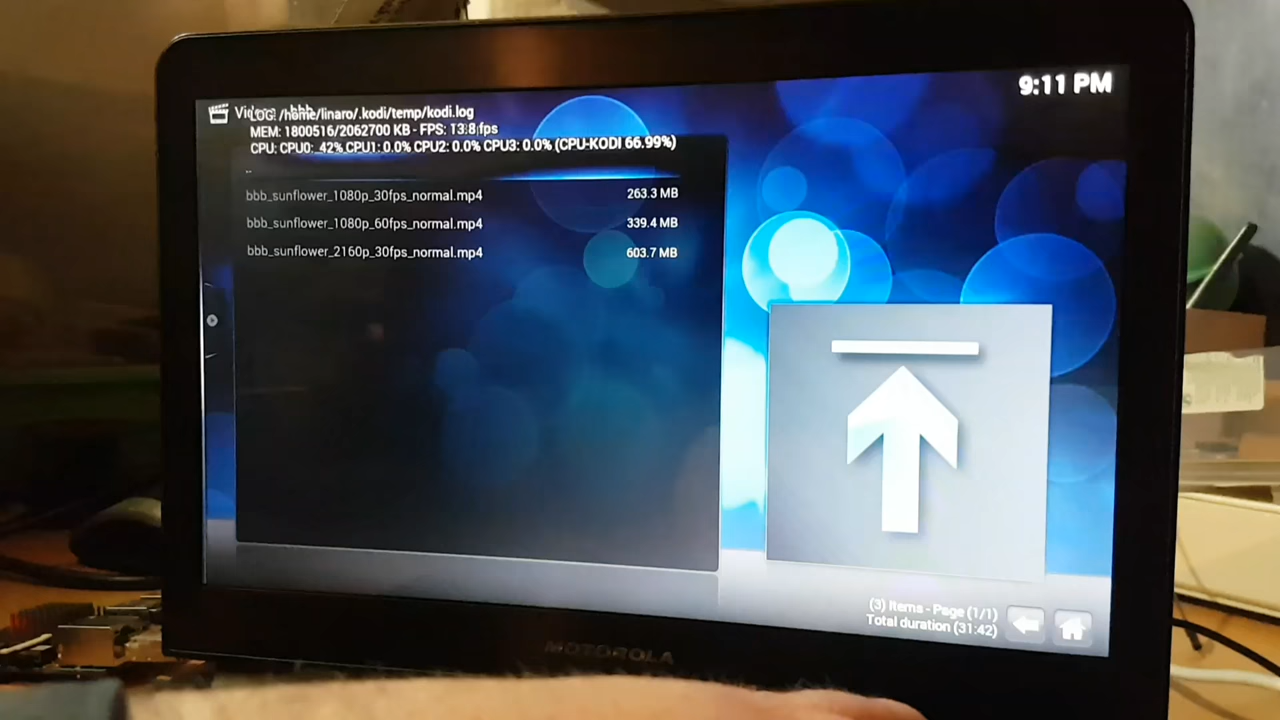 9:11 PM
LOG: /home/linaro/.kodi/temp/kodi.log
MEM: 1800516/2062700 KB - FPS: 13.8 fps
CPU: CPU0: 42% CPU1: 0.0% CPU2: 0.0% CPU3: 0.0% (CPU-KODI 66.99%)
..
bbb_sunflower_1080p_30fps_normal.mp4 263.3 MB
bbb_sunflower_1080p_60fps_normal.mp4 339.4 MB
bbb_sunflower_2160p_30fps_normal.mp4 603.7 MB
(3) Items - Page (1/1)
Total duration (31:42)
MOTOROLA